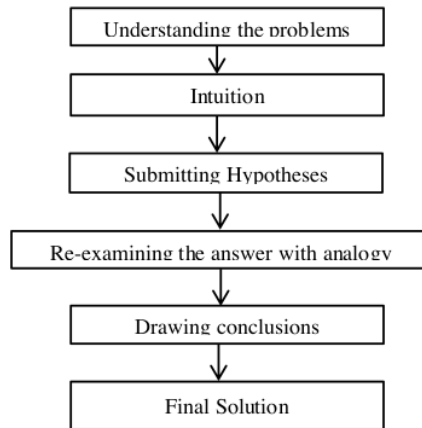 Understanding the problems
Intuition
Submitting Hypotheses
Re-examining the answer with analogy
Drawing conclusions
Final Solution